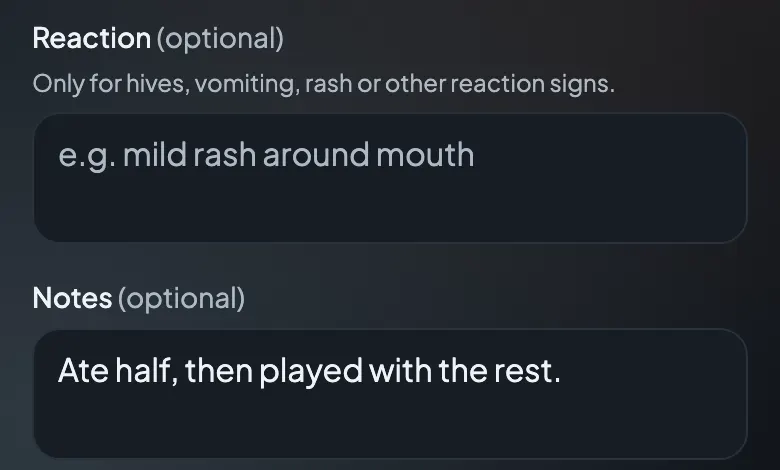 Reaction (optional)
Only for hives, vomiting, rash or other reaction signs.
e.g. mild rash around mouth
Notes (optional)
Ate half, then played with the rest.